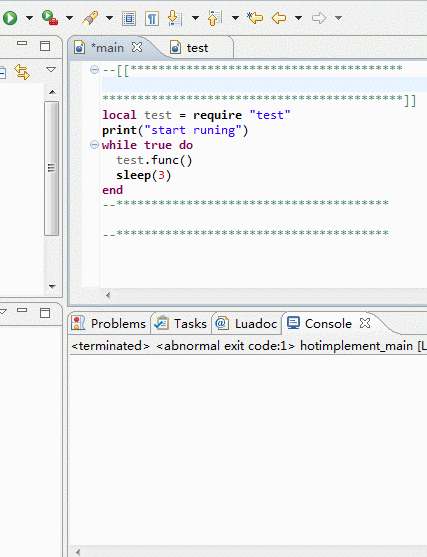 *main test
--[[***************************************
***************************************]]
local test = require "test"
print("start runing")
while true do
test.func()
sleep(3)
end
--***************************************
--***************************************
Problems Tasks Luadoc Console
<terminated> <abnormal exit code:1> hotimplement_main [L